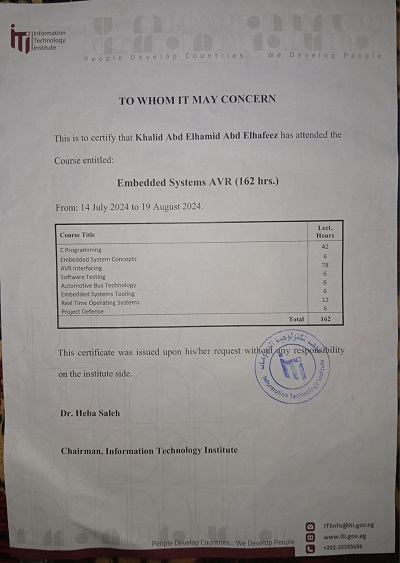 Information
Technology
Institute
People Develop Countries... We Develop People
TO WHOM IT MAY CONCERN
This is to certify that Khalid Abd Elhamid Abd Elhafeez has attended the
Course entitled:
Embedded Systems AVR (162 hrs.)
From: 14 July 2024 to 19 August 2024.
Course Title Lect. Hours
C Programming 42
Embedded System Concepts 6
AVR Interfacing 78
Software Testing 6
Automotive Bus Technology 6
Embedded Systems Tooling 6
Real Time Operating Systems 12
Project Defense 6
Total 162
This certificate was issued upon his/her request without any responsibility
on the institute side.
Information Technology Institute
Dr. Heba Saleh
Chairman, Information Technology Institute
People Develop Countries... We Develop People
ITIinfo@iti.gov.eg
www.iti.gov.eg